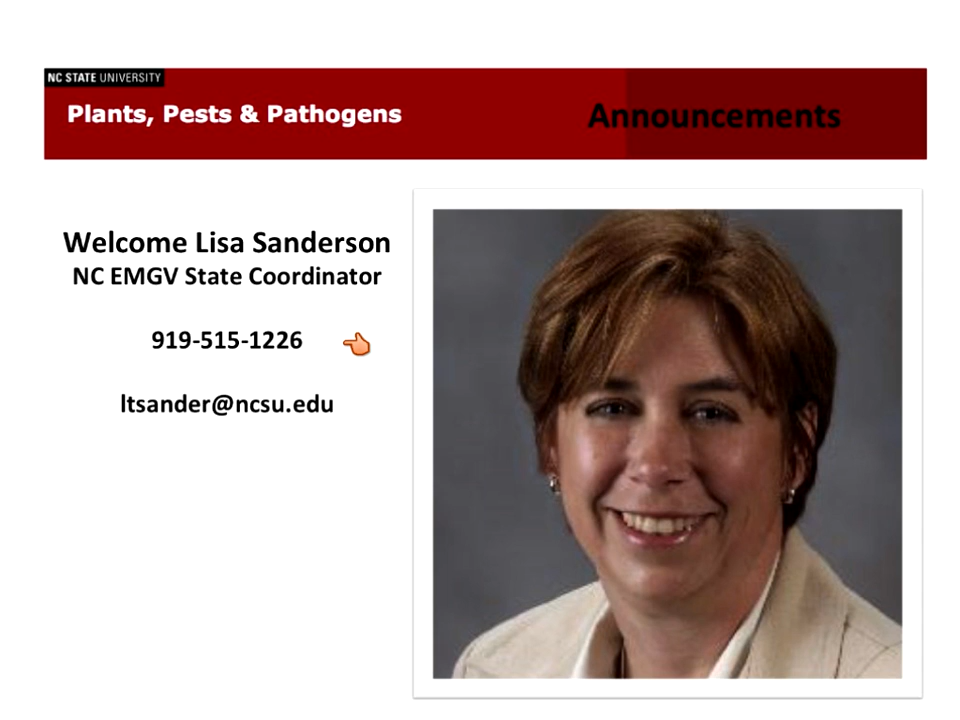 NC STATE UNIVERSITY
Plants, Pests & Pathogens
Announcements
Welcome Lisa Sanderson
NC EMGV State Coordinator
919-515-1226
ltsander@ncsu.edu